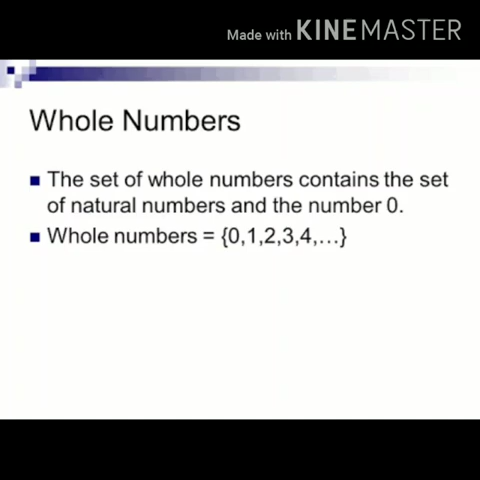 Made with KINEMASTER
Whole Numbers
The set of whole numbers contains the set
of natural numbers and the number 0.
Whole numbers = {0,1,2,3,4,...}